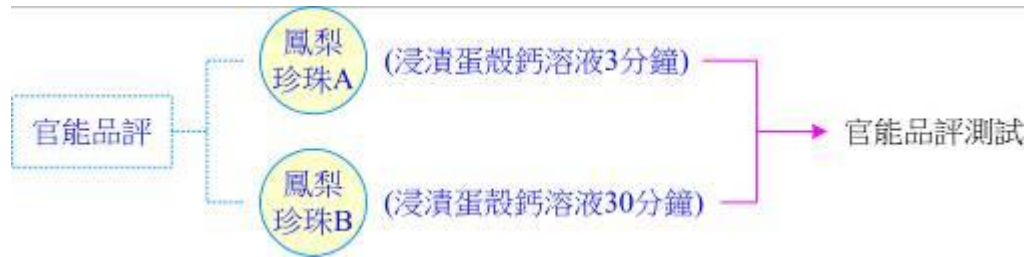 官能品評
鳳梨
珍珠A
(浸漬蛋殼鈣溶液3分鐘)
鳳梨
珍珠B
(浸漬蛋殼鈣溶液30分鐘)
官能品評測試